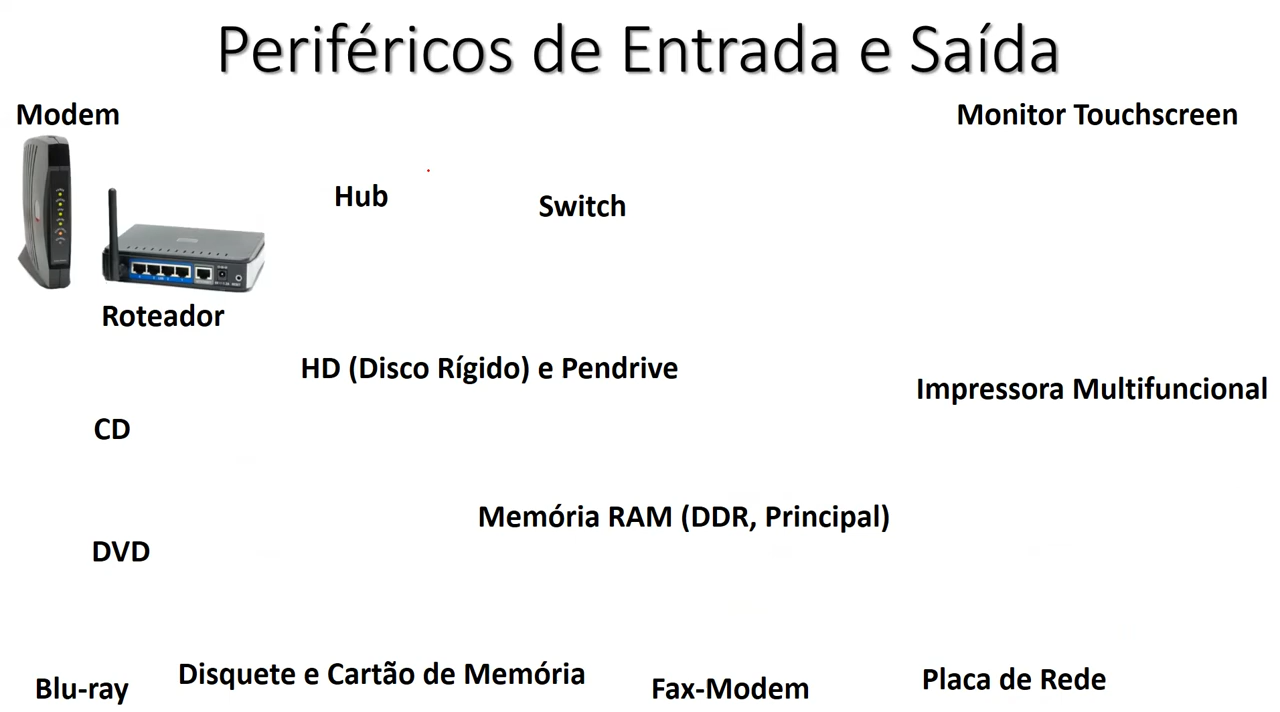 Periféricos de Entrada e Saída
Modem
Monitor Touchscreen
Hub
Switch
Roteador
HD (Disco Rígido) e Pendrive
Impressora Multifuncional
CD
Memória RAM (DDR, Principal)
DVD
Disquete e Cartão de Memória
Blu-ray
Fax-Modem
Placa de Rede